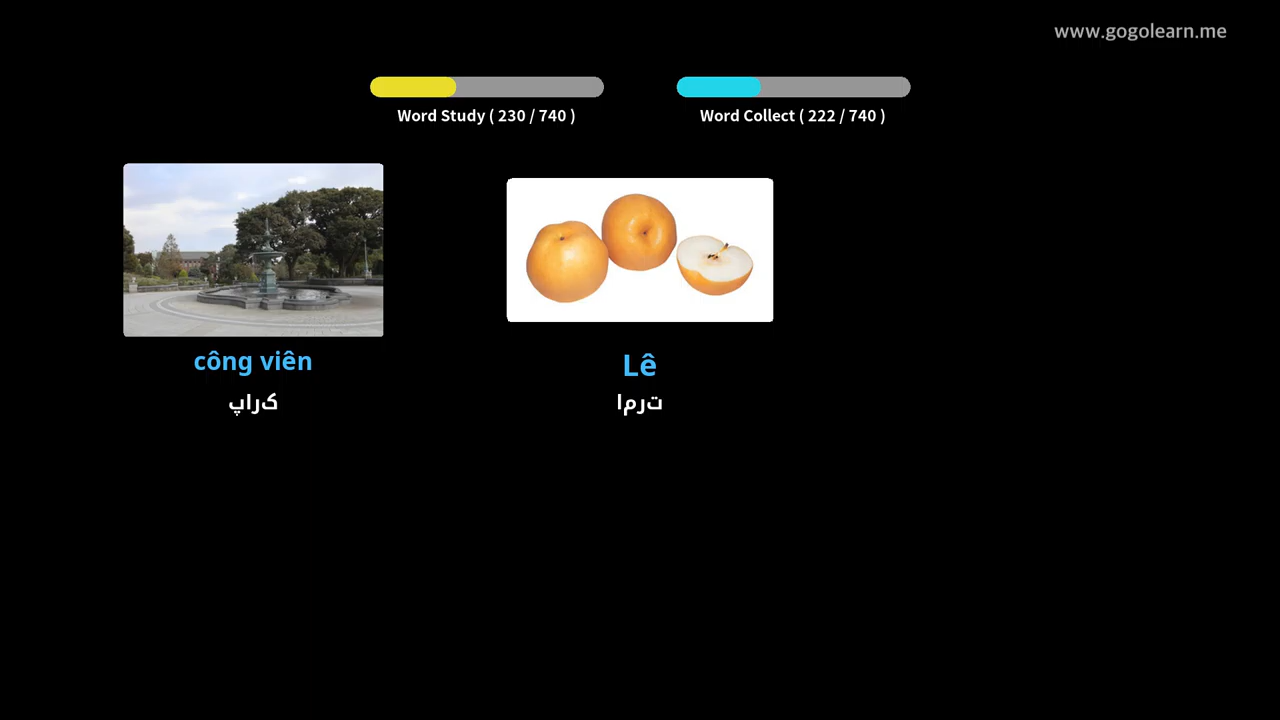 www.gogolearn.me
Word Study ( 230 / 740 )
Word Collect ( 222 / 740 )
công viên
کراپ
Lê
ترما